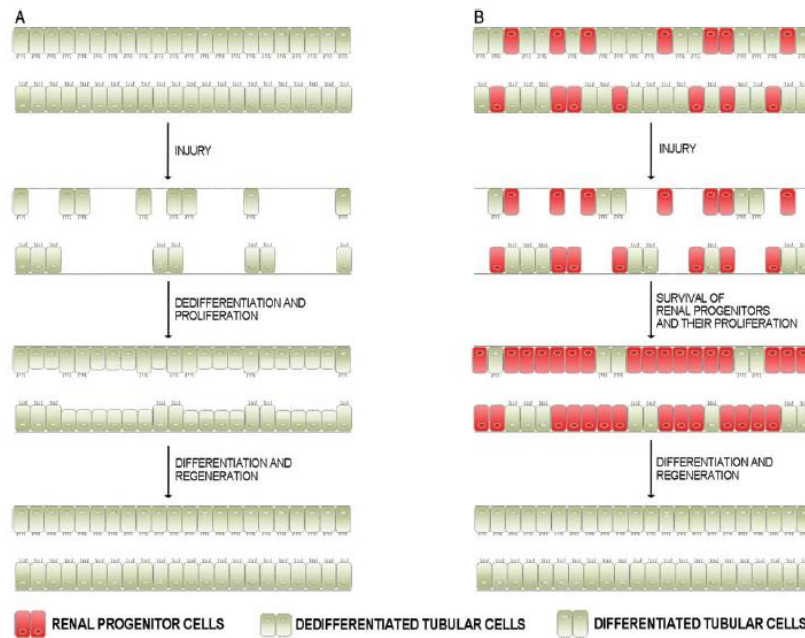 A
B
INJURY
INJURY
DEDIFFERENTIATION AND
PROLIFERATION
SURVIVAL OF
RENAL PROGENITORS
AND THEIR PROLIFERATION
DIFFERENTIATION AND
REGENERATION
DIFFERENTIATION AND
REGENERATION
RENAL PROGENITOR CELLS
DEDIFFERENTIATED TUBULAR CELLS
DIFFERENTIATED TUBULAR CELLS